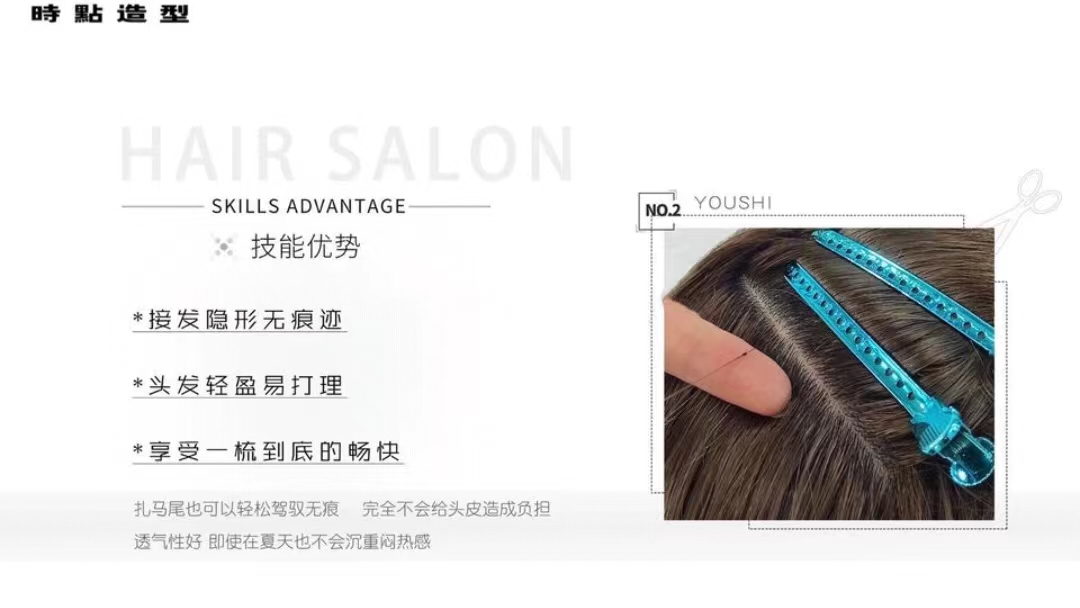 時點造型
HAIR SALON
SKILLS ADVANTAGE
技能优势
*接发隐形无痕迹
*头发轻盈易打理
*享受一梳到底的畅快
扎马尾也可以轻松驾驭无痕 完全不会给头皮造成负担
透气性好 即使在夏天也不会沉重闷热感
NO.2
YOUSHI